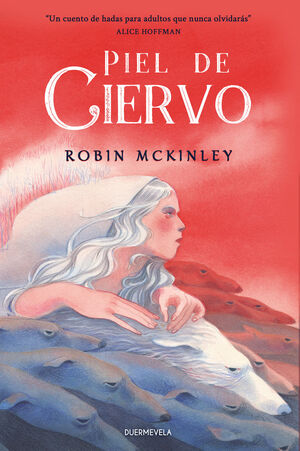 "Un cuento de hadas para adultos que nunca olvidarás"
ALICE HOFFMAN
PIEL DE
CIERVO
ROBIN MCKINLEY
DUERMEVELA